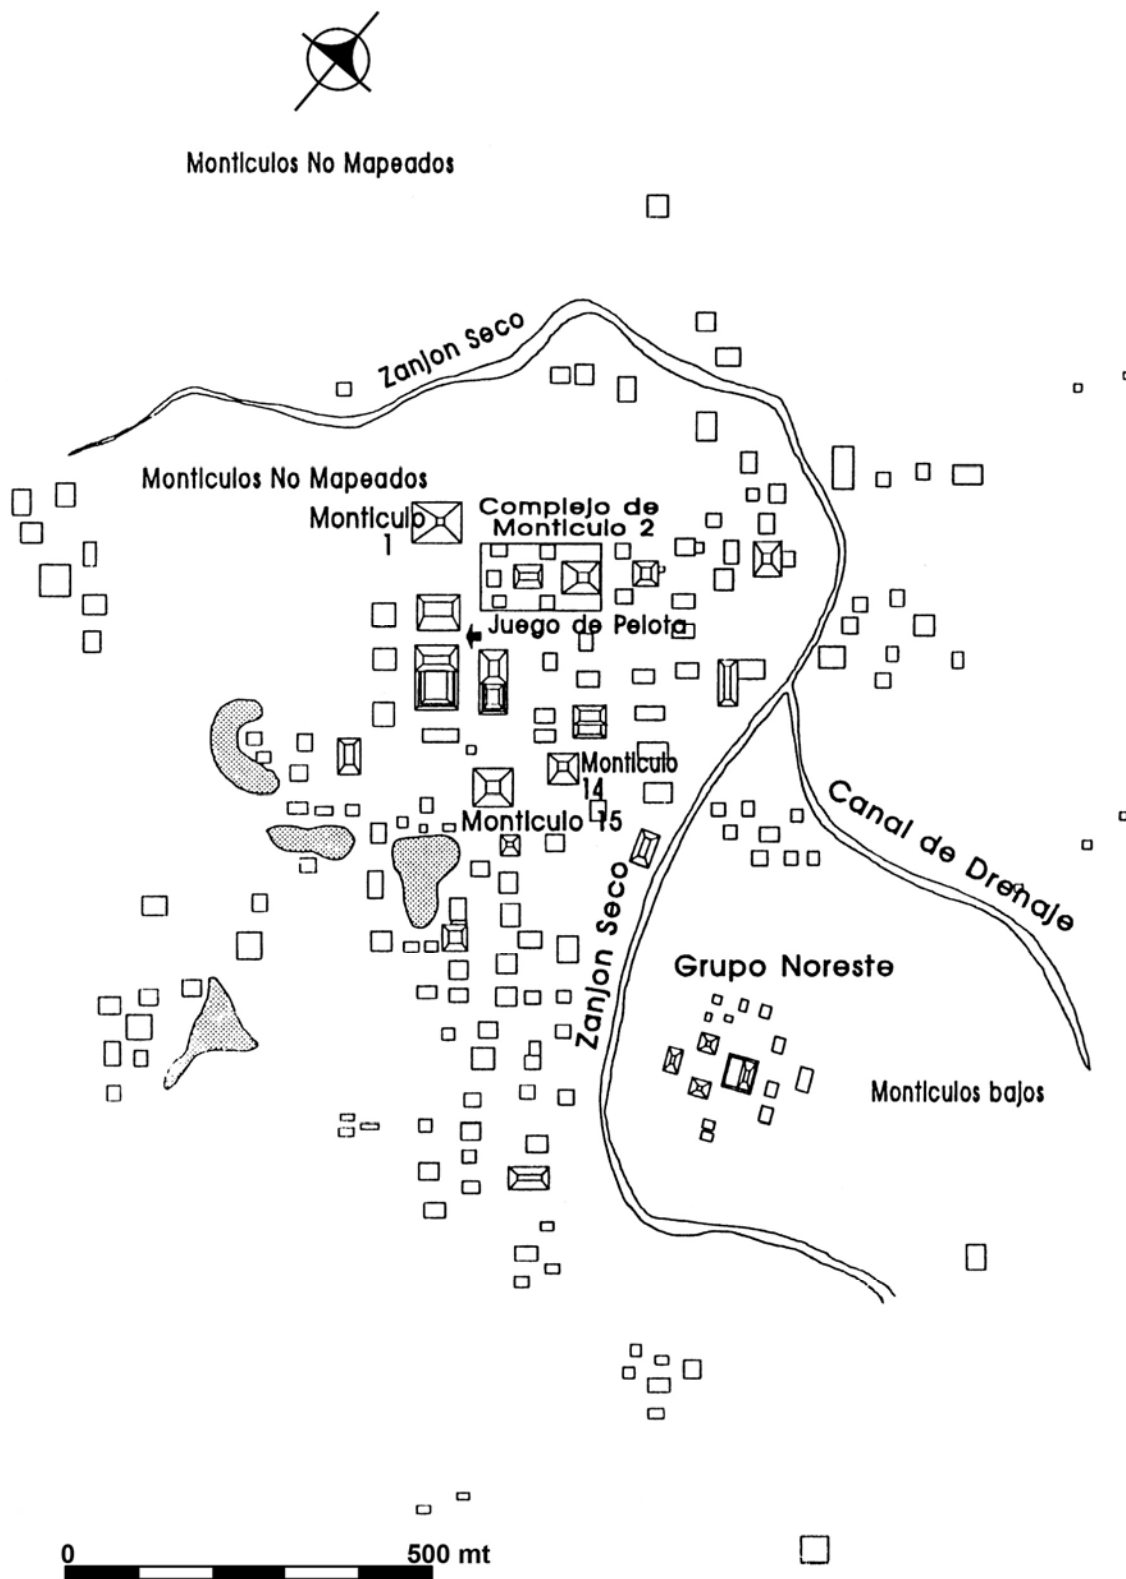 Monticulos No Mapeados
Zanjon Seco
Monticulos No Mapeados
Monticulo
1
Complejo de
Monticulo 2
Juego de Pelota
Monticulo
14
Monticulo 15
Canal de Drenaje
Zanjon Seco
Grupo Noreste
Monticulos bajos
0 500 mt